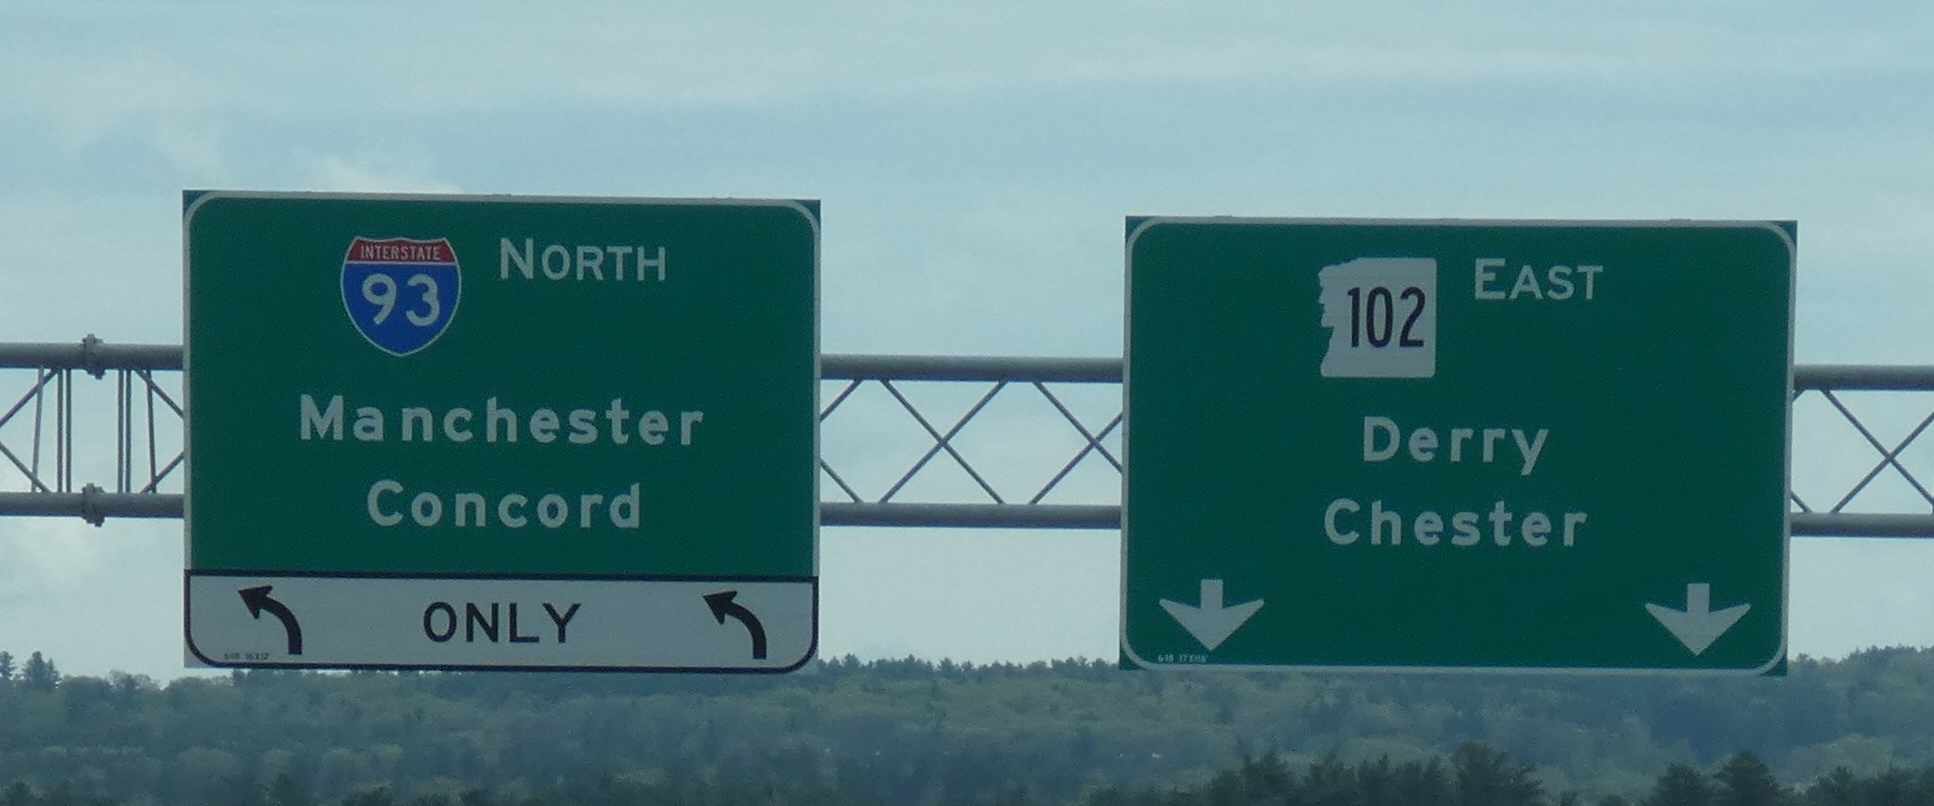 INTERSTATE
93
NORTH
Manchester
Concord
ONLY
102
EAST
Derry
Chester